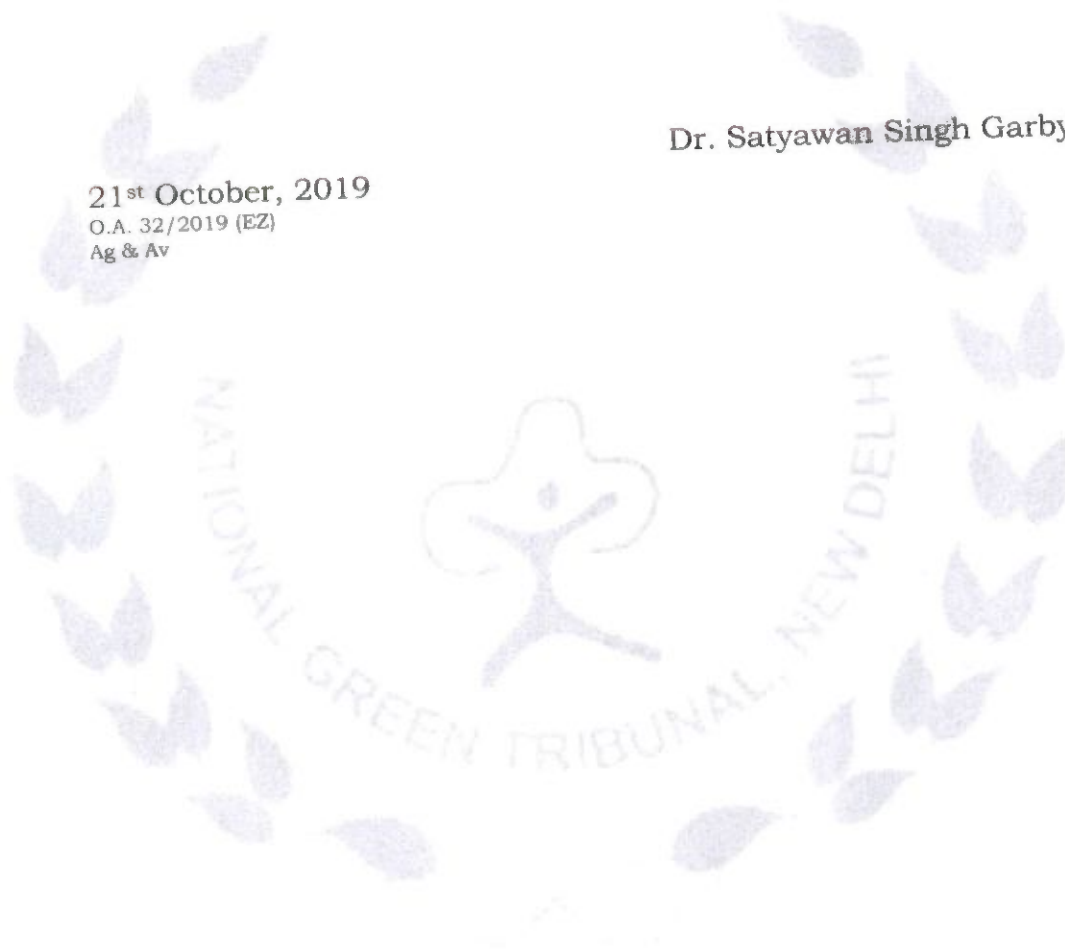 Dr. Satyawan Singh Garby
21st October, 2019
O.A. 32/2019 (EZ)
Ag & Av
NATIONAL GREEN TRIBUNAL, NEW DELHI